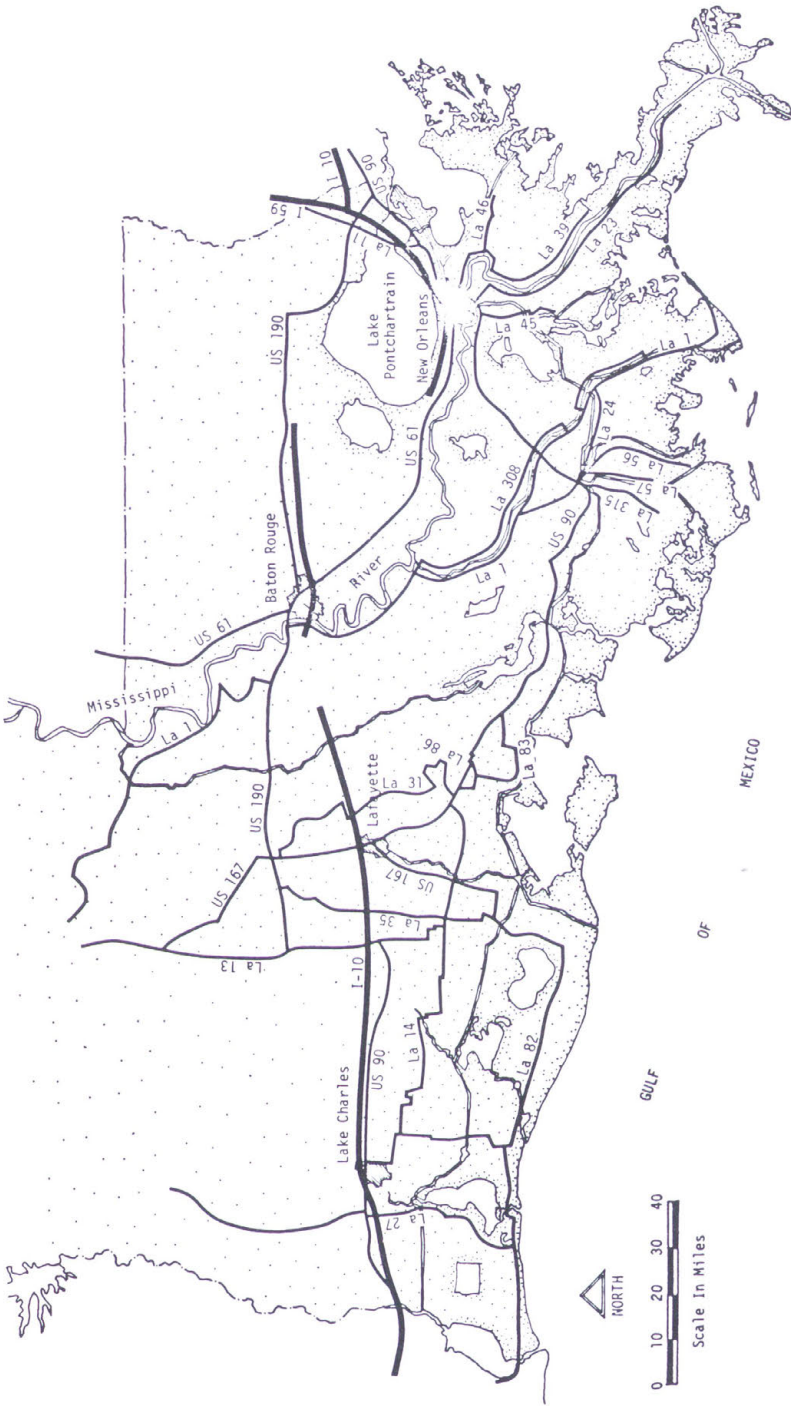 I 10
US 90
I 59
La 11
US 190
Lake
Pontchartrain
New Orleans
La 46
La 39
La 23
La 45
US 61
Baton Rouge
River
La 308
La 1
La 24
La 56
La 57
La 315
US 90
La 1
US 61
Mississippi
La 1
US 190
US 167
La 13
La 31
La 86
La 83
Lafayette
US 167
La 35
I-10
US 90
La 14
La 82
Lake Charles
La 27
GULF
OF
MEXICO
NORTH
0 10 20 30 40
Scale In Miles